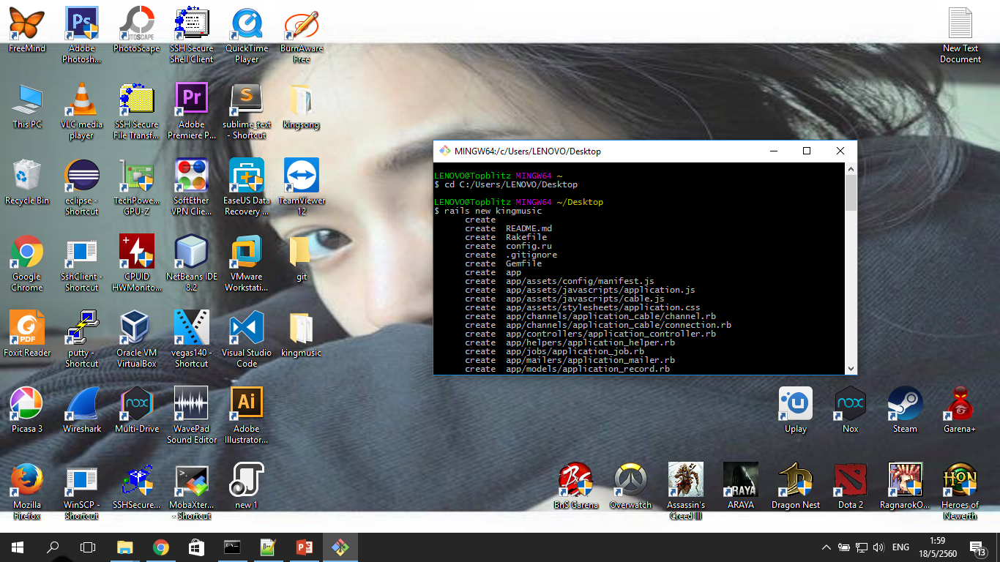 FreeMind
Adobe
Photosh...
PhotoScape
SSH Secure
Shell Client
QuickTime
Player
BurnAware
Free
New Text
Document
This PC
VLC media
player
SSH Secure
File Transf...
Adobe
Premiere P...
sublime_text
- Shortcut
kingsong
Recycle Bin
eclipse -
Shortcut
TechPowe...
GPU-Z
SoftEther
VPN Clie...
EaseUS Data
Recovery ...
TeamViewer
12
Google
Chrome
SshClient -
Shortcut
CPUID
HWMonito...
NetBeans IDE
8.2
VMware
Workstati...
git
Foxit Reader
putty -
Shortcut
Oracle VM
VirtualBox
vegas140 -
Shortcut
Visual Studio
Code
kingmusic
Picasa 3
Wireshark
Multi-Drive
WavePad
Sound Editor
Adobe
Illustrator...
Mozilla
Firefox
WinSCP -
Shortcut
SSHSecure...
MobaXter...
- Shortcut
new 1
MINGW64:/c/Users/LENOVO/Desktop
LENOVO@Topblitz MINGW64 ~
$ cd C:/Users/LENOVO/Desktop
LENOVO@Topblitz MINGW64 ~/Desktop
$ rails new kingmusic
create
create README.md
create Rakefile
create config.ru
create .gitignore
create Gemfile
create app
create app/assets/config/manifest.js
create app/assets/javascripts/application.js
create app/assets/javascripts/cable.js
create app/assets/stylesheets/application.css
create app/channels/application_cable/channel.rb
create app/channels/application_cable/connection.rb
create app/controllers/application_controller.rb
create app/helpers/application_helper.rb
create app/jobs/application_job.rb
create app/mailers/application_mailer.rb
create app/models/application_record.rb
Uplay
Nox
Steam
Garena+
BnS Garena
Overwatch
Assassin's
Creed III
ARAYA
Dragon Nest
Dota 2
RagnarokO...
Heroes of
Newerth
ENG
1:59
18/5/2560
13